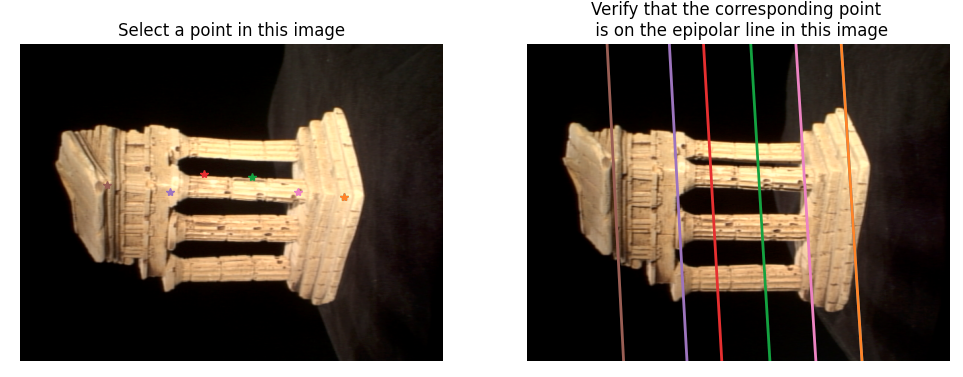 Select a point in this image
Verify that the corresponding point
is on the epipolar line in this image